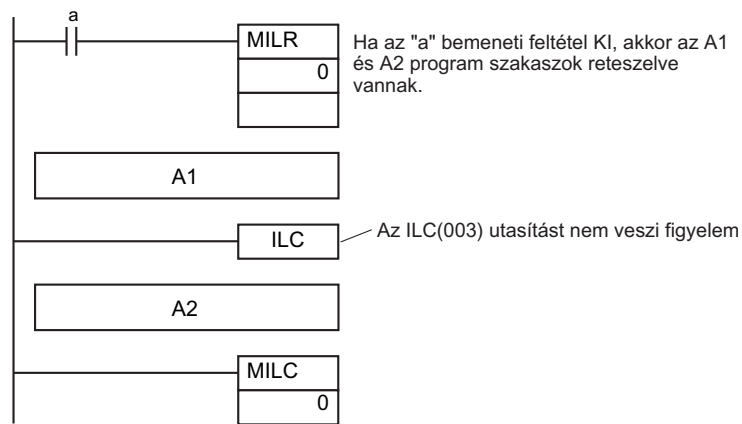 a
MILR
0
Ha az "a" bemeneti feltétel KI, akkor az A1
és A2 program szakaszok reteszelve
vannak.
A1
ILC
Az ILC(003) utasítást nem veszi figyelem
A2
MILC
0